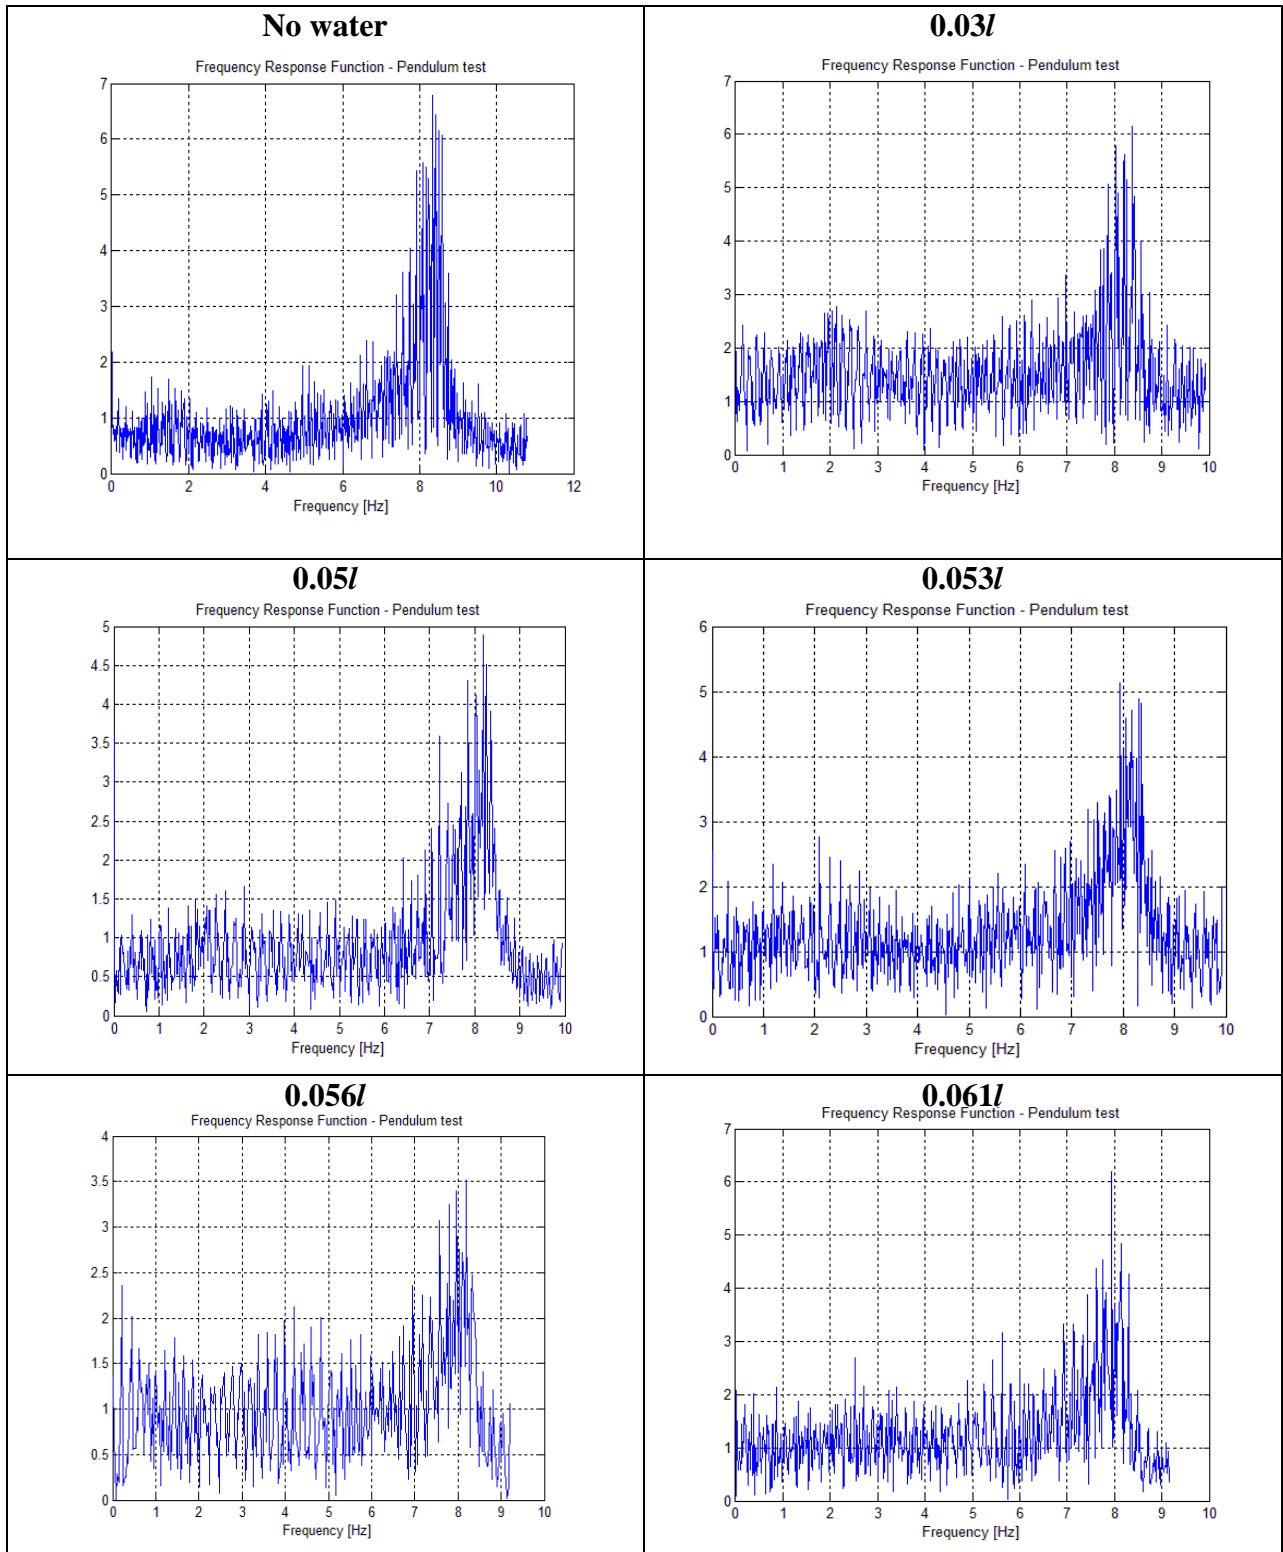 No water
Frequency Response Function - Pendulum test
7
6
5
4
3
2
1
0
0 2 4 6 8 10 12
Frequency [Hz]
0.03l
Frequency Response Function - Pendulum test
7
6
5
4
3
2
1
0
0 1 2 3 4 5 6 7 8 9 10
Frequency [Hz]
0.05l
Frequency Response Function - Pendulum test
5
4.5
4
3.5
3
2.5
2
1.5
1
0.5
0
0 1 2 3 4 5 6 7 8 9 10
Frequency [Hz]
0.053l
Frequency Response Function - Pendulum test
6
5
4
3
2
1
0
0 1 2 3 4 5 6 7 8 9 10
Frequency [Hz]
0.056l
Frequency Response Function - Pendulum test
4
3.5
3
2.5
2
1.5
1
0.5
0
0 1 2 3 4 5 6 7 8 9 10
Frequency [Hz]
0.061l
Frequency Response Function - Pendulum test
7
6
5
4
3
2
1
0
0 1 2 3 4 5 6 7 8 9 10
Frequency [Hz]